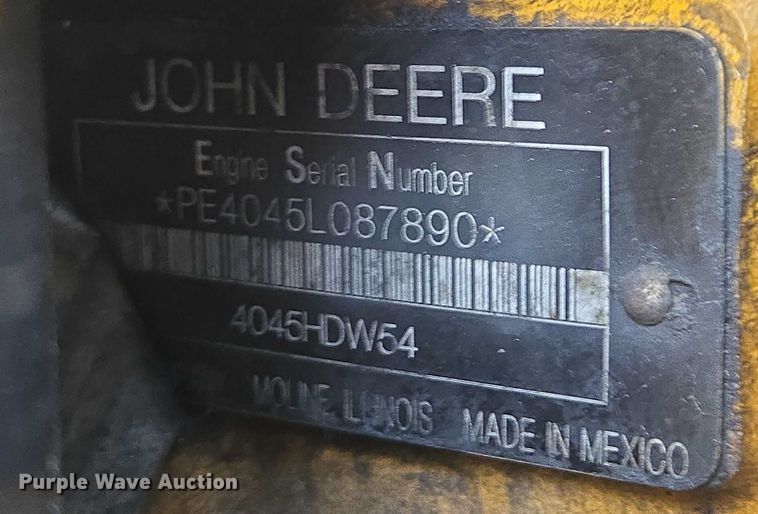 JOHN DEERE
Engine Serial Number
*PE4045L087890*
4045HDW54
MOLINE, ILLINOIS MADE IN MEXICO
Purple Wave Auction